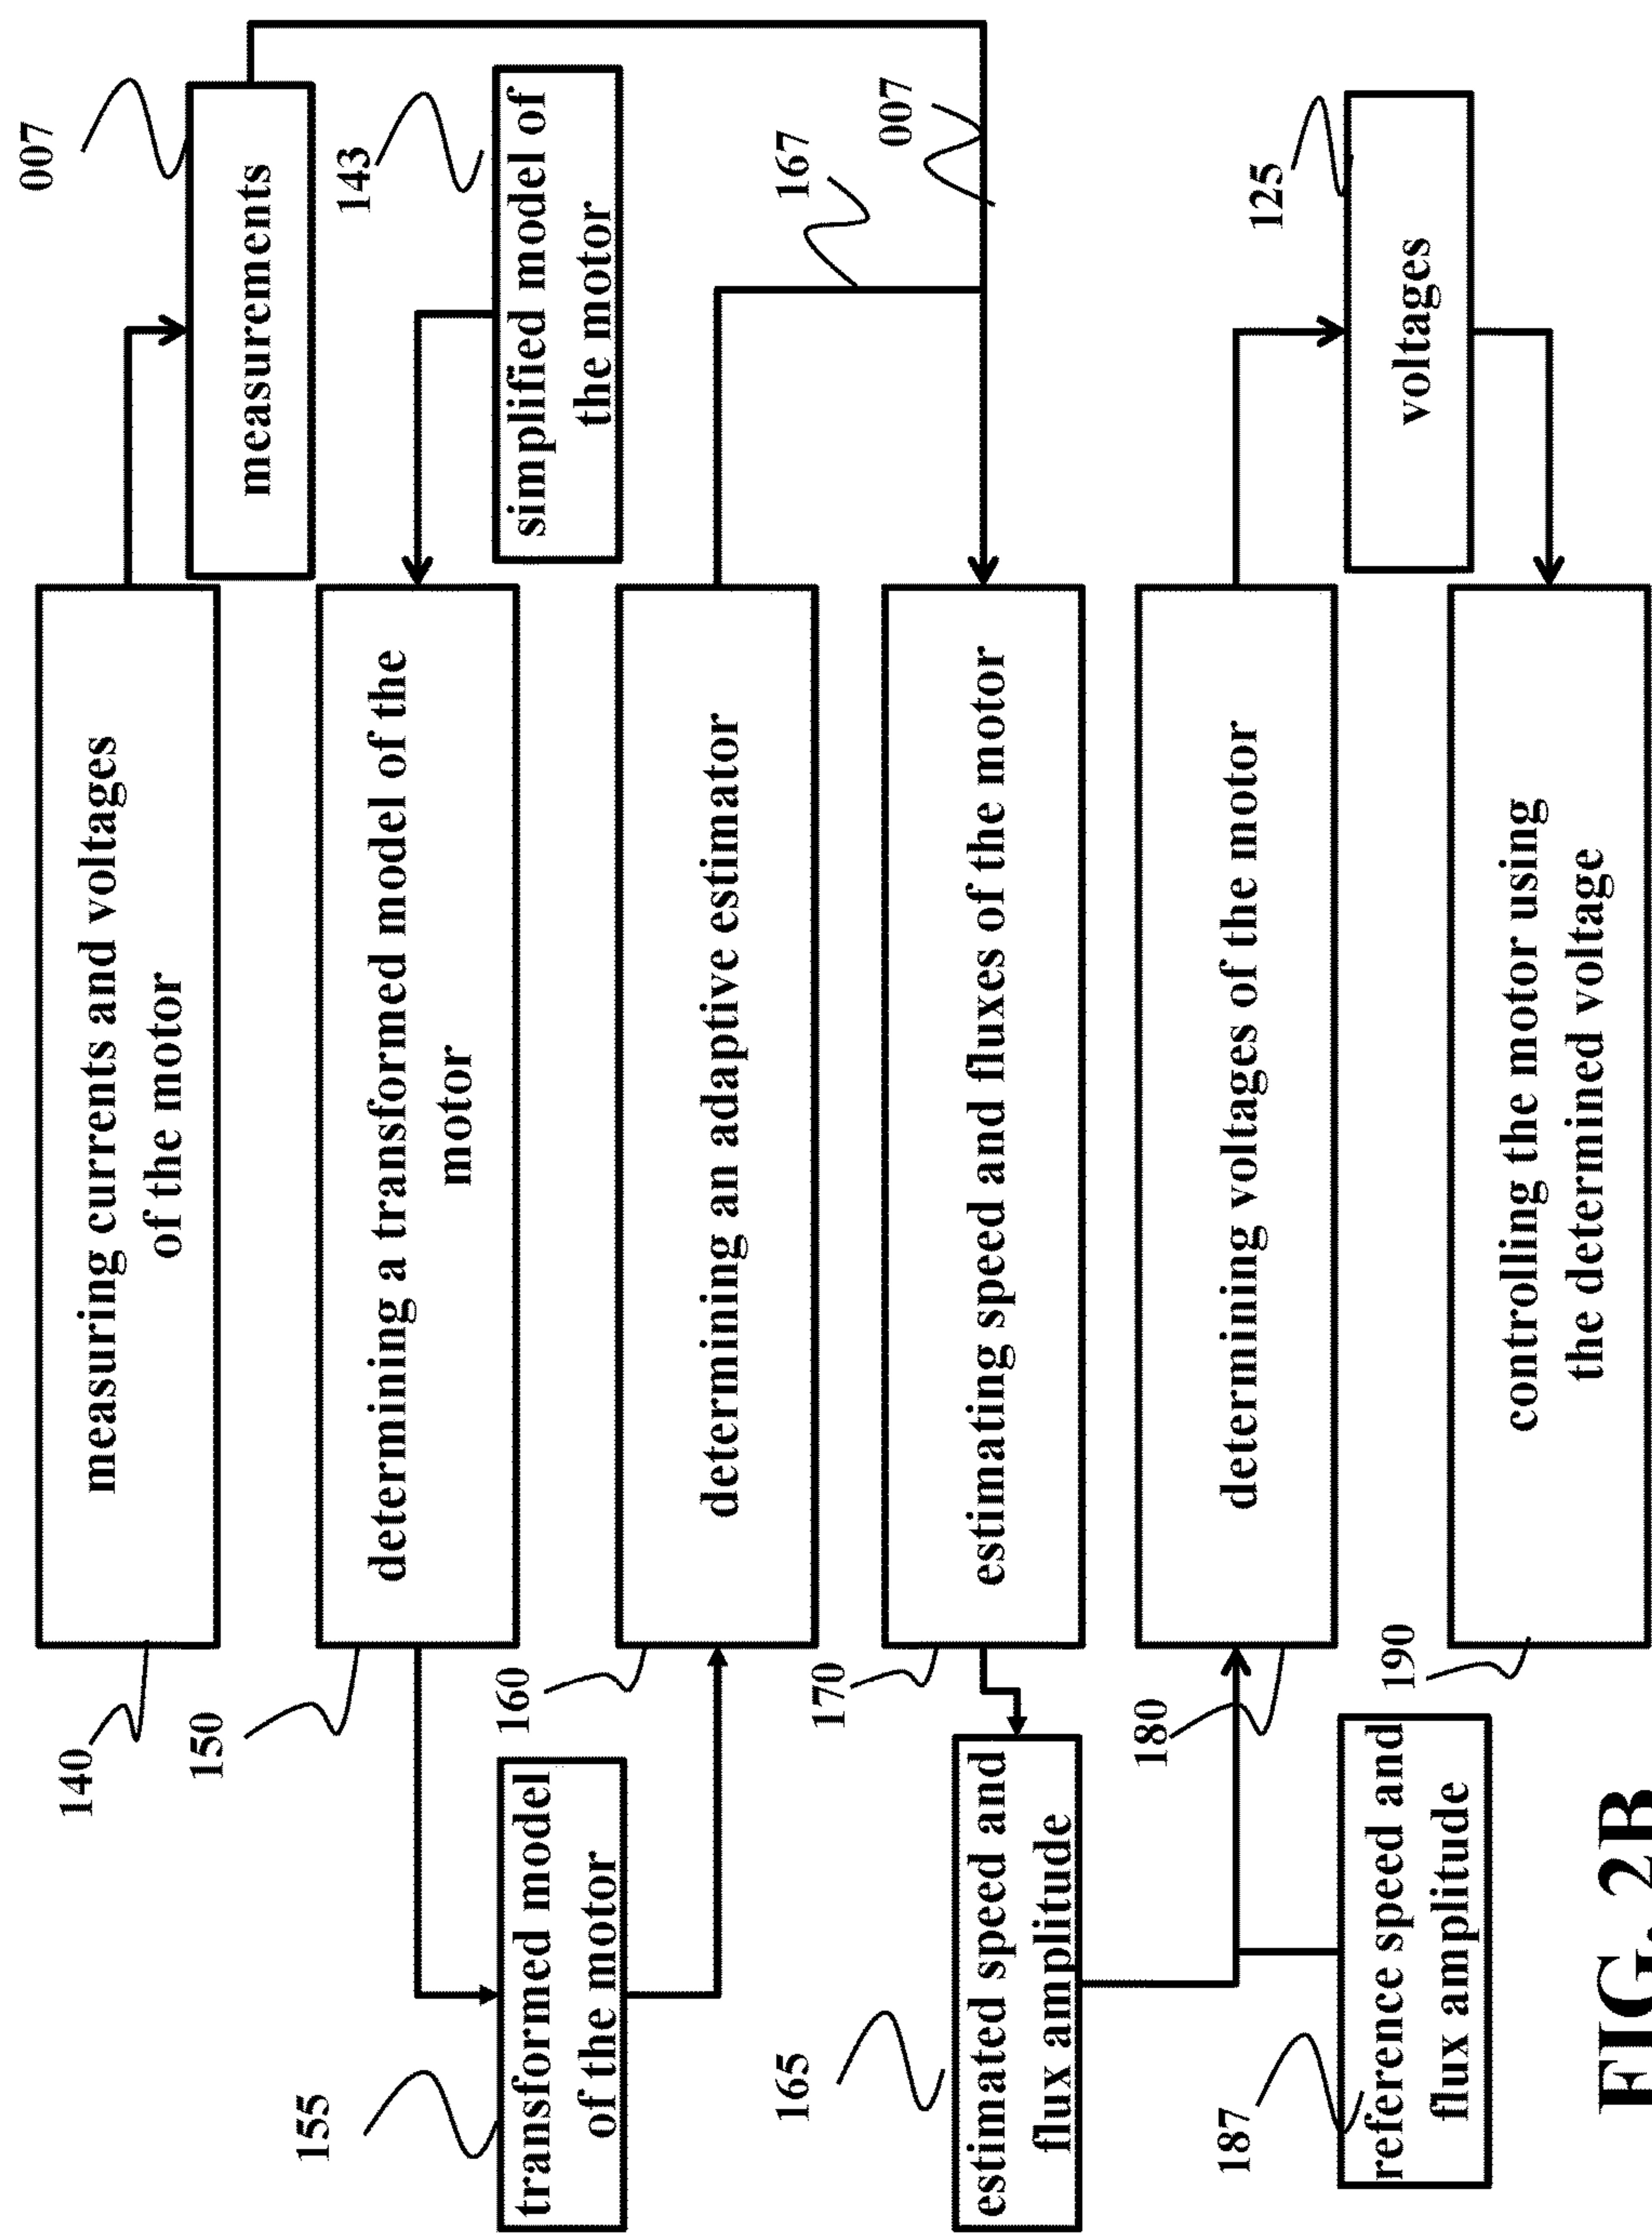 007
measurements
140
measuring currents and voltages
of the motor
143
simplified model of
the motor
150
determining a transformed model of the
motor
155
transformed model
of the motor
160
determining an adaptive estimator
167
007
170
estimating speed and fluxes of the motor
165
estimated speed and
flux amplitude
180
determining voltages of the motor
187
reference speed and
flux amplitude
125
voltages
190
controlling the motor using
the determined voltage
FIG. 2B